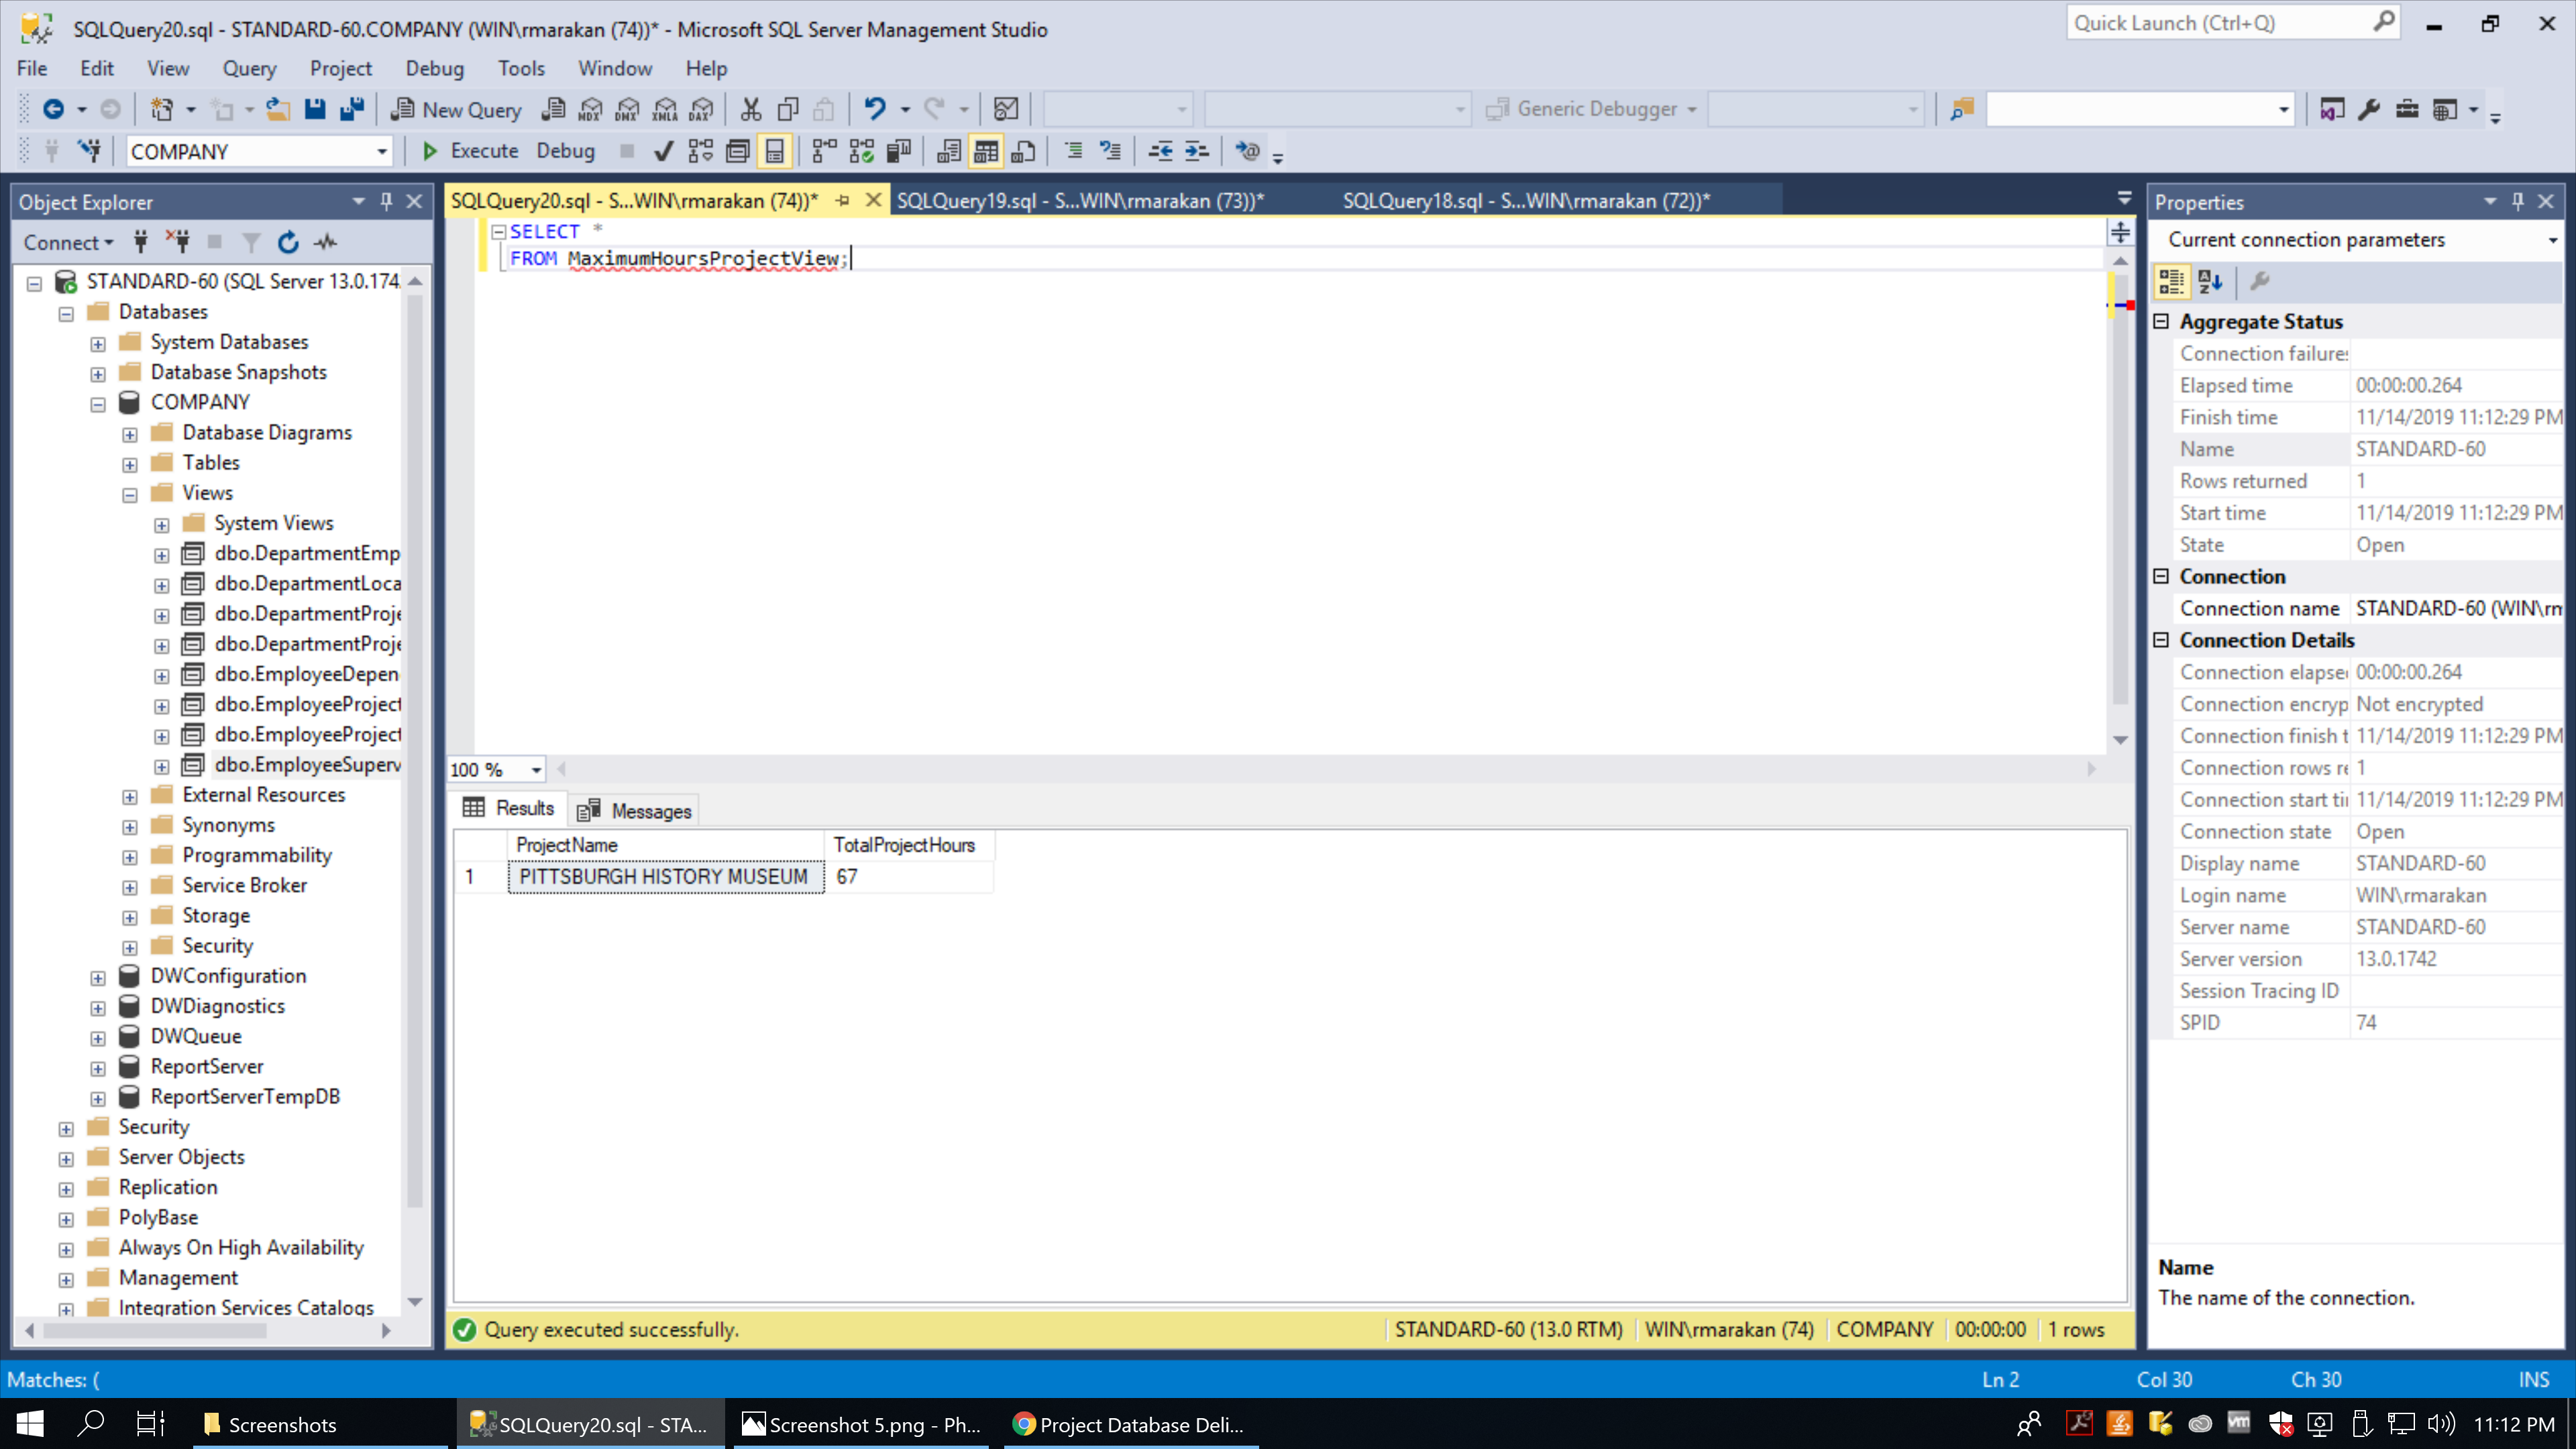 SQLQuery20.sql - STANDARD-60.COMPANY (WIN\rmarakan (74))* - Microsoft SQL Server Management Studio
Quick Launch (Ctrl+Q)
File Edit View Query Project Debug Tools Window Help
New Query MDX DMX XMLA DAX Generic Debugger
COMPANY Execute Debug
Object Explorer
Connect
STANDARD-60 (SQL Server 13.0.174
Databases
System Databases
Database Snapshots
COMPANY
Database Diagrams
Tables
Views
System Views
dbo.DepartmentEmp
dbo.DepartmentLoca
dbo.DepartmentProje
dbo.DepartmentProje
dbo.EmployeeDepen
dbo.EmployeeProject
dbo.EmployeeProject
dbo.EmployeeSuperv
External Resources
Synonyms
Programmability
Service Broker
Storage
Security
DWConfiguration
DWDiagnostics
DWQueue
ReportServer
ReportServerTempDB
Security
Server Objects
Replication
PolyBase
Always On High Availability
Management
Integration Services Catalogs
SQLQuery20.sql - S...WIN\rmarakan (74))* SQLQuery19.sql - S...WIN\rmarakan (73))* SQLQuery18.sql - S...WIN\rmarakan (72))*
SELECT *
FROM MaximumHoursProjectView;
100 %
Results Messages
ProjectName TotalProjectHours
1 PITTSBURGH HISTORY MUSEUM 67
Query executed successfully. STANDARD-60 (13.0 RTM) WIN\rmarakan (74) COMPANY 00:00:00 1 rows
Properties
Current connection parameters
Aggregate Status
Connection failures
Elapsed time 00:00:00.264
Finish time 11/14/2019 11:12:29 PM
Name STANDARD-60
Rows returned 1
Start time 11/14/2019 11:12:29 PM
State Open
Connection
Connection name STANDARD-60 (WIN\rm
Connection Details
Connection elapse 00:00:00.264
Connection encryp Not encrypted
Connection finish t 11/14/2019 11:12:29 PM
Connection rows re 1
Connection start ti 11/14/2019 11:12:29 PM
Connection state Open
Display name STANDARD-60
Login name WIN\rmarakan
Server name STANDARD-60
Server version 13.0.1742
Session Tracing ID
SPID 74
Name
The name of the connection.
Matches: ( Ln 2 Col 30 Ch 30 INS
Screenshots SQLQuery20.sql - STA... Screenshot 5.png - Ph... Project Database Deli... vm 11:12 PM